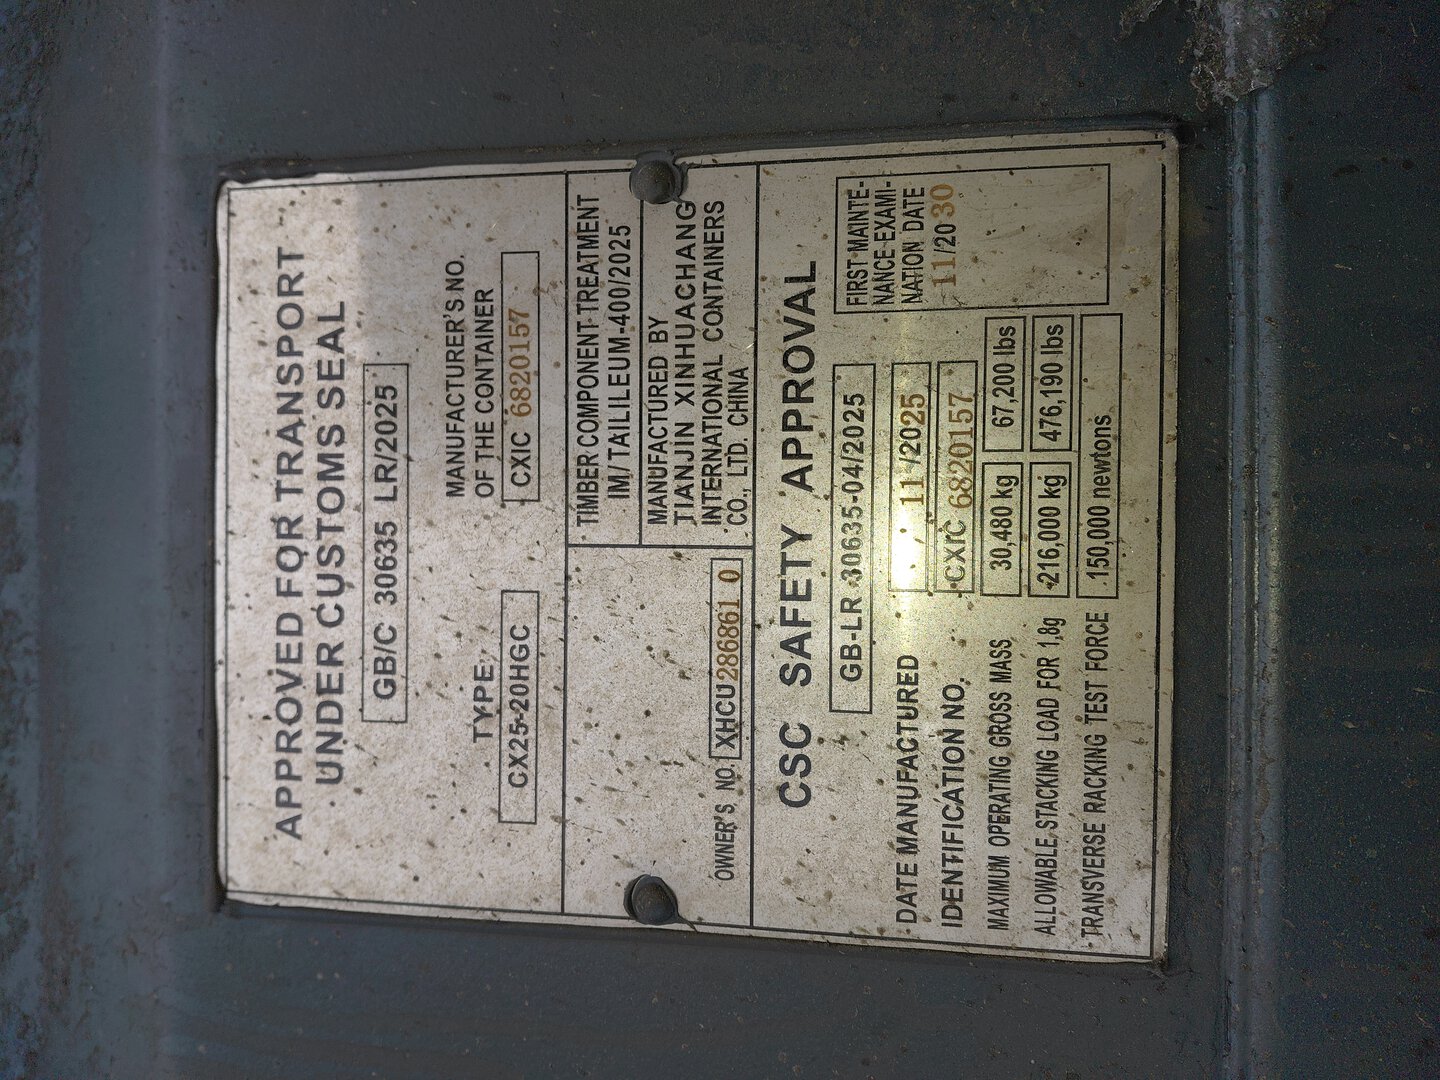 APPROVED FOR TRANSPORT
UNDER CUSTOMS SEAL
GB/C 30635 LR/2025
TYPE:
CX25-20HGC
MANUFACTURER'S NO.
OF THE CONTAINER
CXIC 6820157
OWNER'S NO. XHCU286861 0
TIMBER COMPONENT TREATMENT
IM/TAILILEUM-400/2025
MANUFACTURED BY
TIANJIN XINHUACHANG
INTERNATIONAL CONTAINERS
CO., LTD. CHINA
CSC SAFETY APPROVAL
GB-LR 30635-04/2025
DATE MANUFACTURED 11 /2025
IDENTIFICATION NO. CXIC 6820157
MAXIMUM OPERATING GROSS MASS 30,480 kg 67,200 lbs
ALLOWABLE STACKING LOAD FOR 1,8g 216,000 kg 476,190 lbs
TRANSVERSE RACKING TEST FORCE 150,000 newtons
FIRST MAINTE-
NANCE EXAMI-
NATION DATE
11/2030